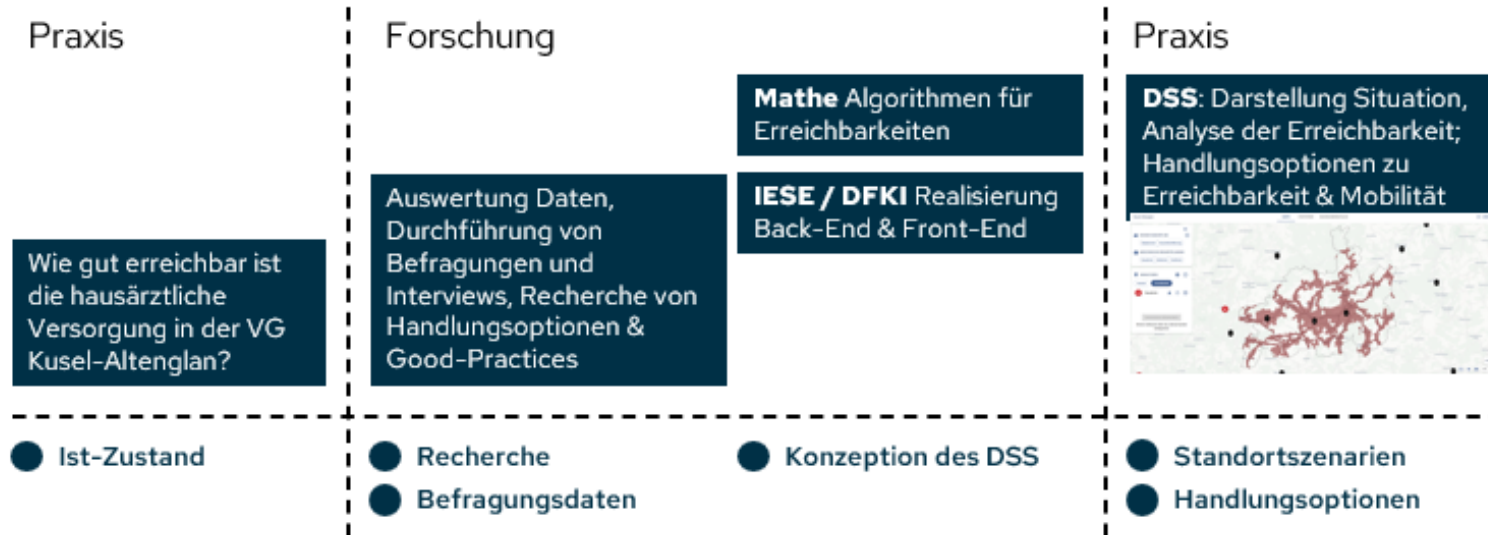 Praxis
Wie gut erreichbar ist
die hausärztliche
Versorgung in der VG
Kusel-Altenglan?
Ist-Zustand
Forschung
Auswertung Daten,
Durchführung von
Befragungen und
Interviews, Recherche von
Handlungsoptionen &
Good-Practices
Recherche
Befragungsdaten
Mathe Algorithmen für
Erreichbarkeiten
IESE / DFKI Realisierung
Back-End & Front-End
Konzeption des DSS
Praxis
DSS: Darstellung Situation,
Analyse der Erreichbarkeit;
Handlungsoptionen zu
Erreichbarkeit & Mobilität
Standortszenarien
Handlungsoptionen